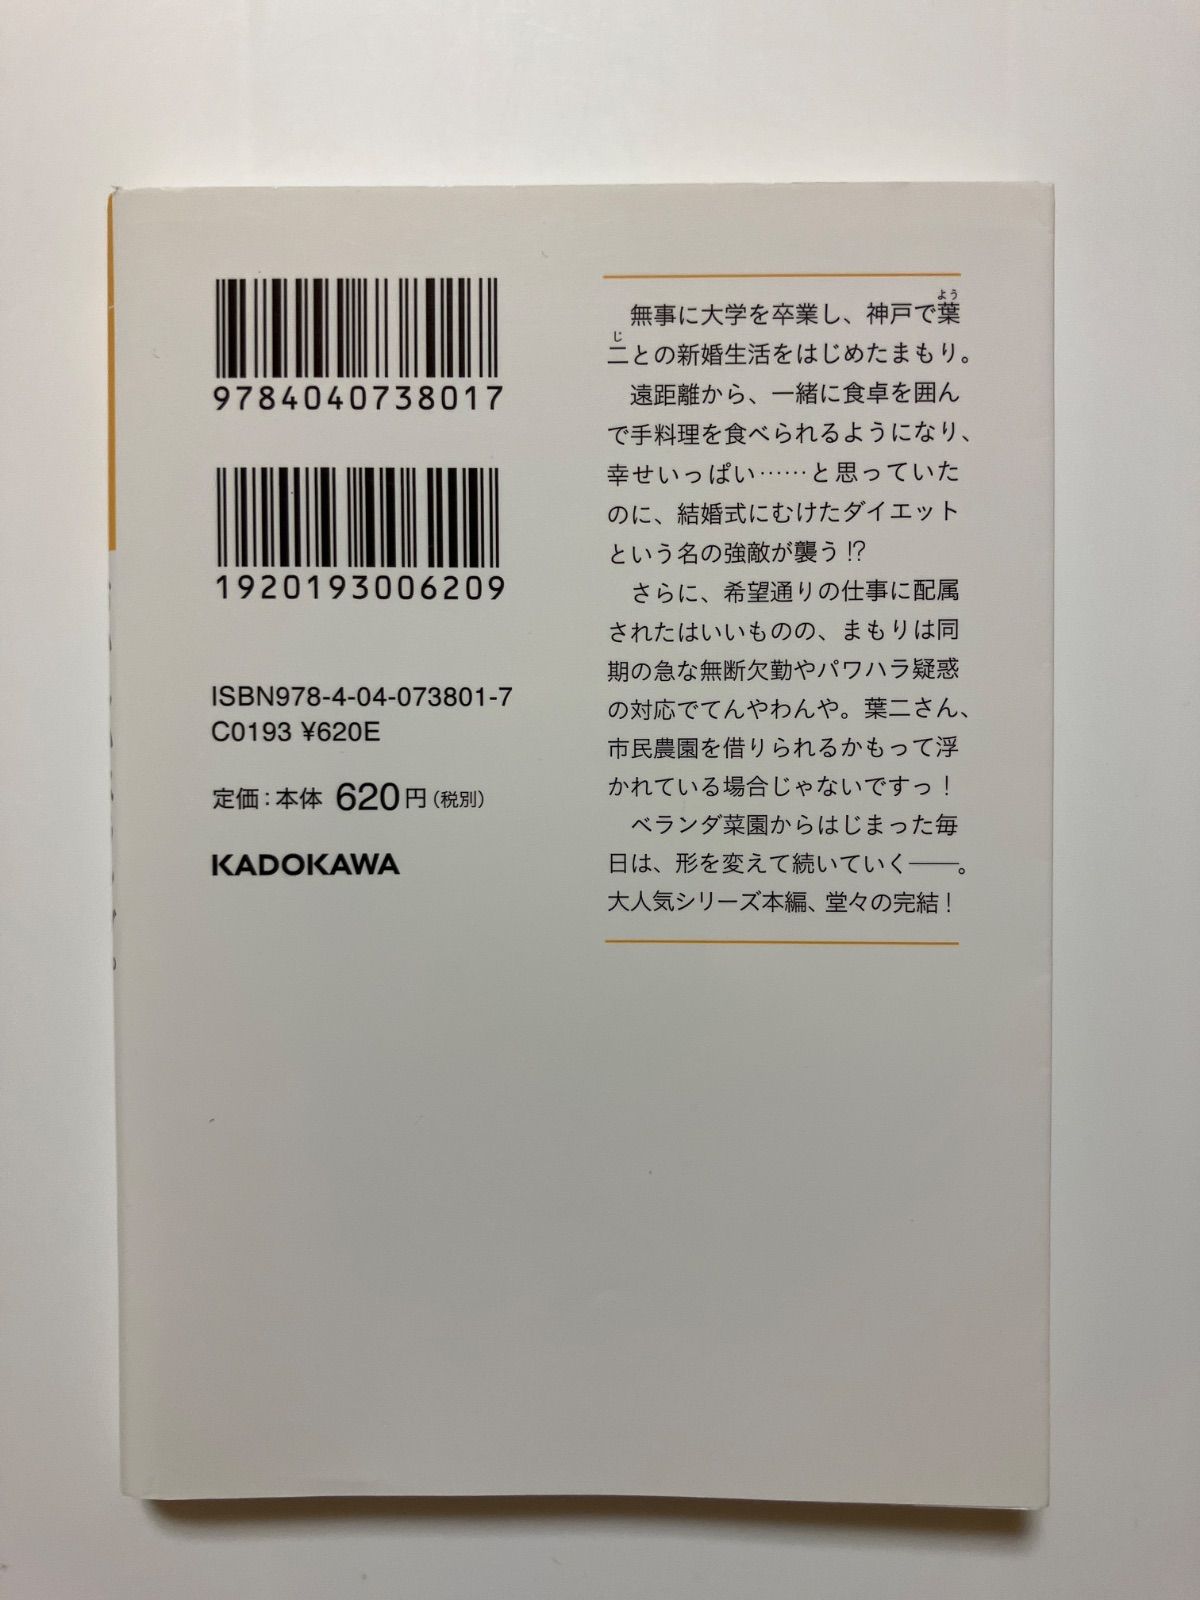 9784040738017
1920193006209
ISBN978-4-04-073801-7
C0193 ¥620E
定価：本体 620円（税別）
KADOKAWA
無事に大学を卒業し、神戸で葉
よう
二との新婚生活をはじめたまもり。
じ
遠距離から、一緒に食卓を囲ん
で手料理を食べられるようになり、
幸せいっぱい……と思っていた
のに、結婚式にむけたダイエット
という名の強敵が襲う!?
さらに、希望通りの仕事に配属
されたはいいものの、まもりは同
期の急な無断欠勤やパワハラ疑惑
の対応でてんやわんや。葉二さん、
市民農園を借りられるかもって浮
かれている場合じゃないですっ！
ベランダ菜園からはじまった毎
日は、形を変えて続いていく――。
大人気シリーズ本編、堂々の完結！